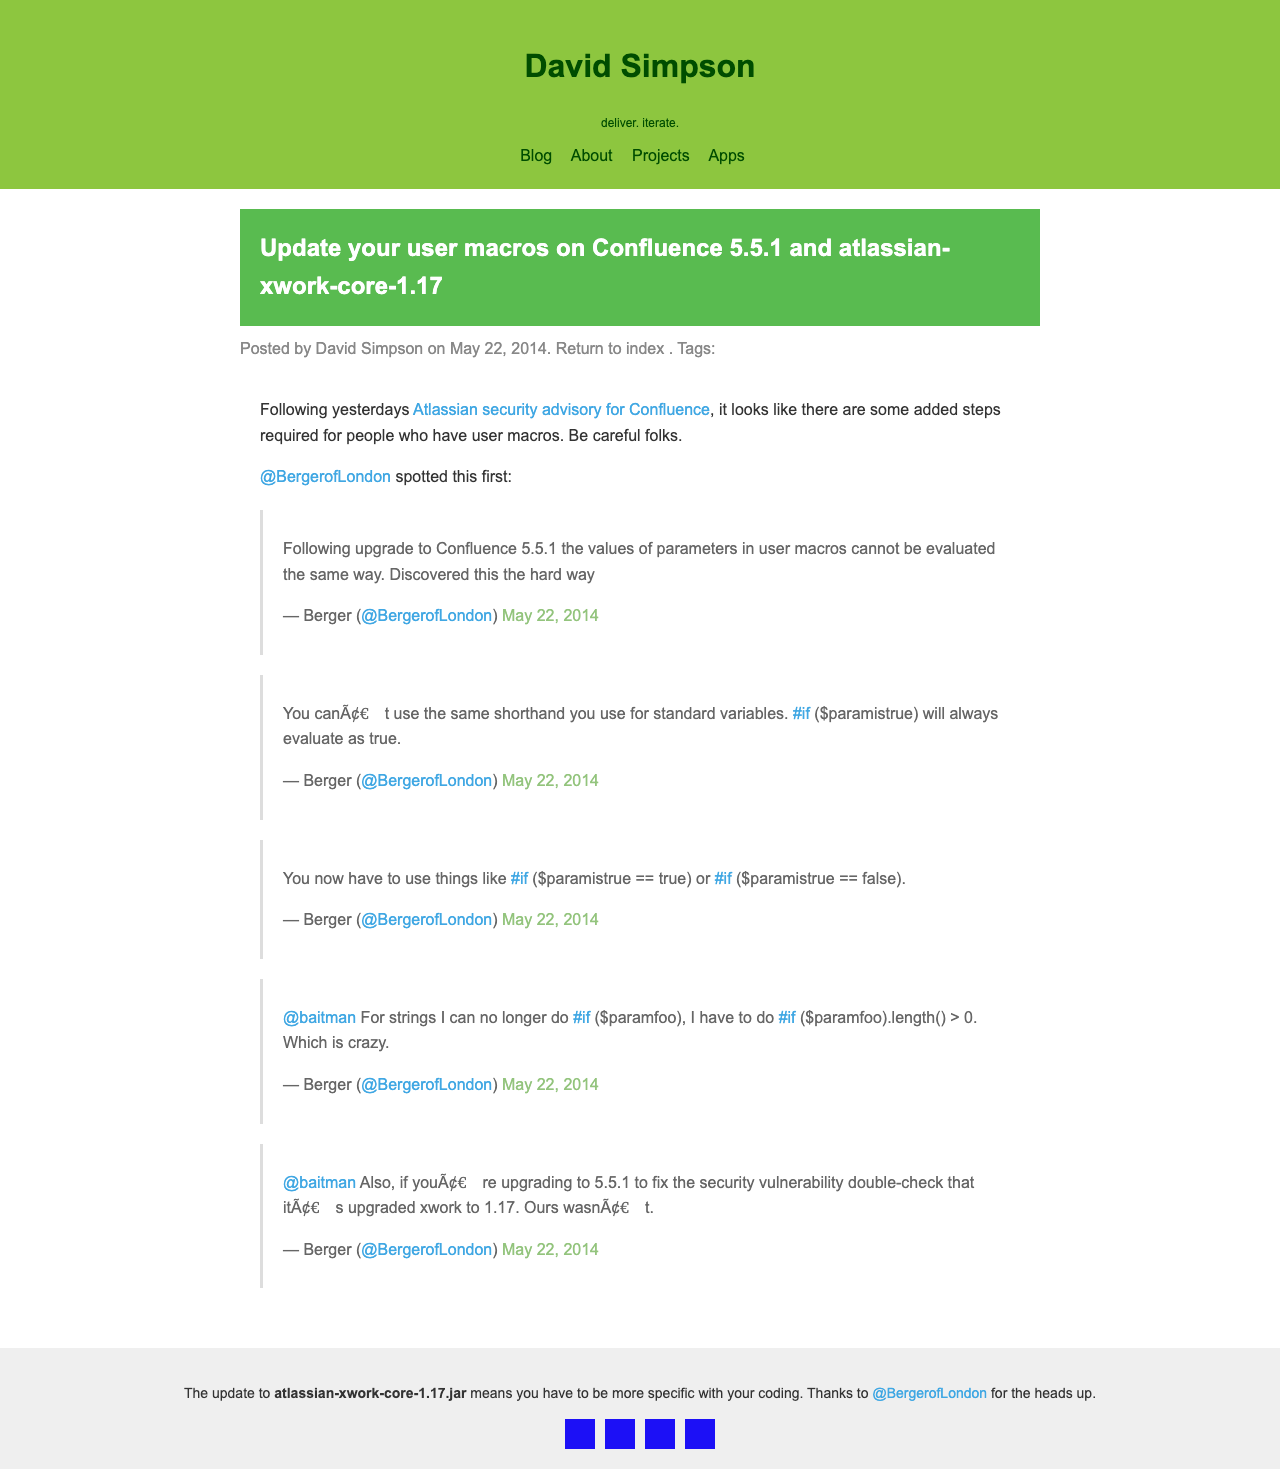 David Simpson
deliver. iterate.
Blog About Projects Apps
Update your user macros on Confluence 5.5.1 and atlassian-
xwork-core-1.17
Posted by David Simpson on May 22, 2014. Return to index . Tags:
Following yesterdays Atlassian security advisory for Confluence, it looks like there are some added steps
required for people who have user macros. Be careful folks.
@BergerofLondon spotted this first:
Following upgrade to Confluence 5.5.1 the values of parameters in user macros cannot be evaluated
the same way. Discovered this the hard way
— Berger (@BergerofLondon) May 22, 2014
You canÃ¢€ t use the same shorthand you use for standard variables. #if ($paramistrue) will always
evaluate as true.
— Berger (@BergerofLondon) May 22, 2014
You now have to use things like #if ($paramistrue == true) or #if ($paramistrue == false).
— Berger (@BergerofLondon) May 22, 2014
@baitman For strings I can no longer do #if ($paramfoo), I have to do #if ($paramfoo).length() > 0.
Which is crazy.
— Berger (@BergerofLondon) May 22, 2014
@baitman Also, if youÃ¢€ re upgrading to 5.5.1 to fix the security vulnerability double-check that
itÃ¢€ s upgraded xwork to 1.17. Ours wasnÃ¢€ t.
— Berger (@BergerofLondon) May 22, 2014
The update to atlassian-xwork-core-1.17.jar means you have to be more specific with your coding. Thanks to @BergerofLondon for the heads up.